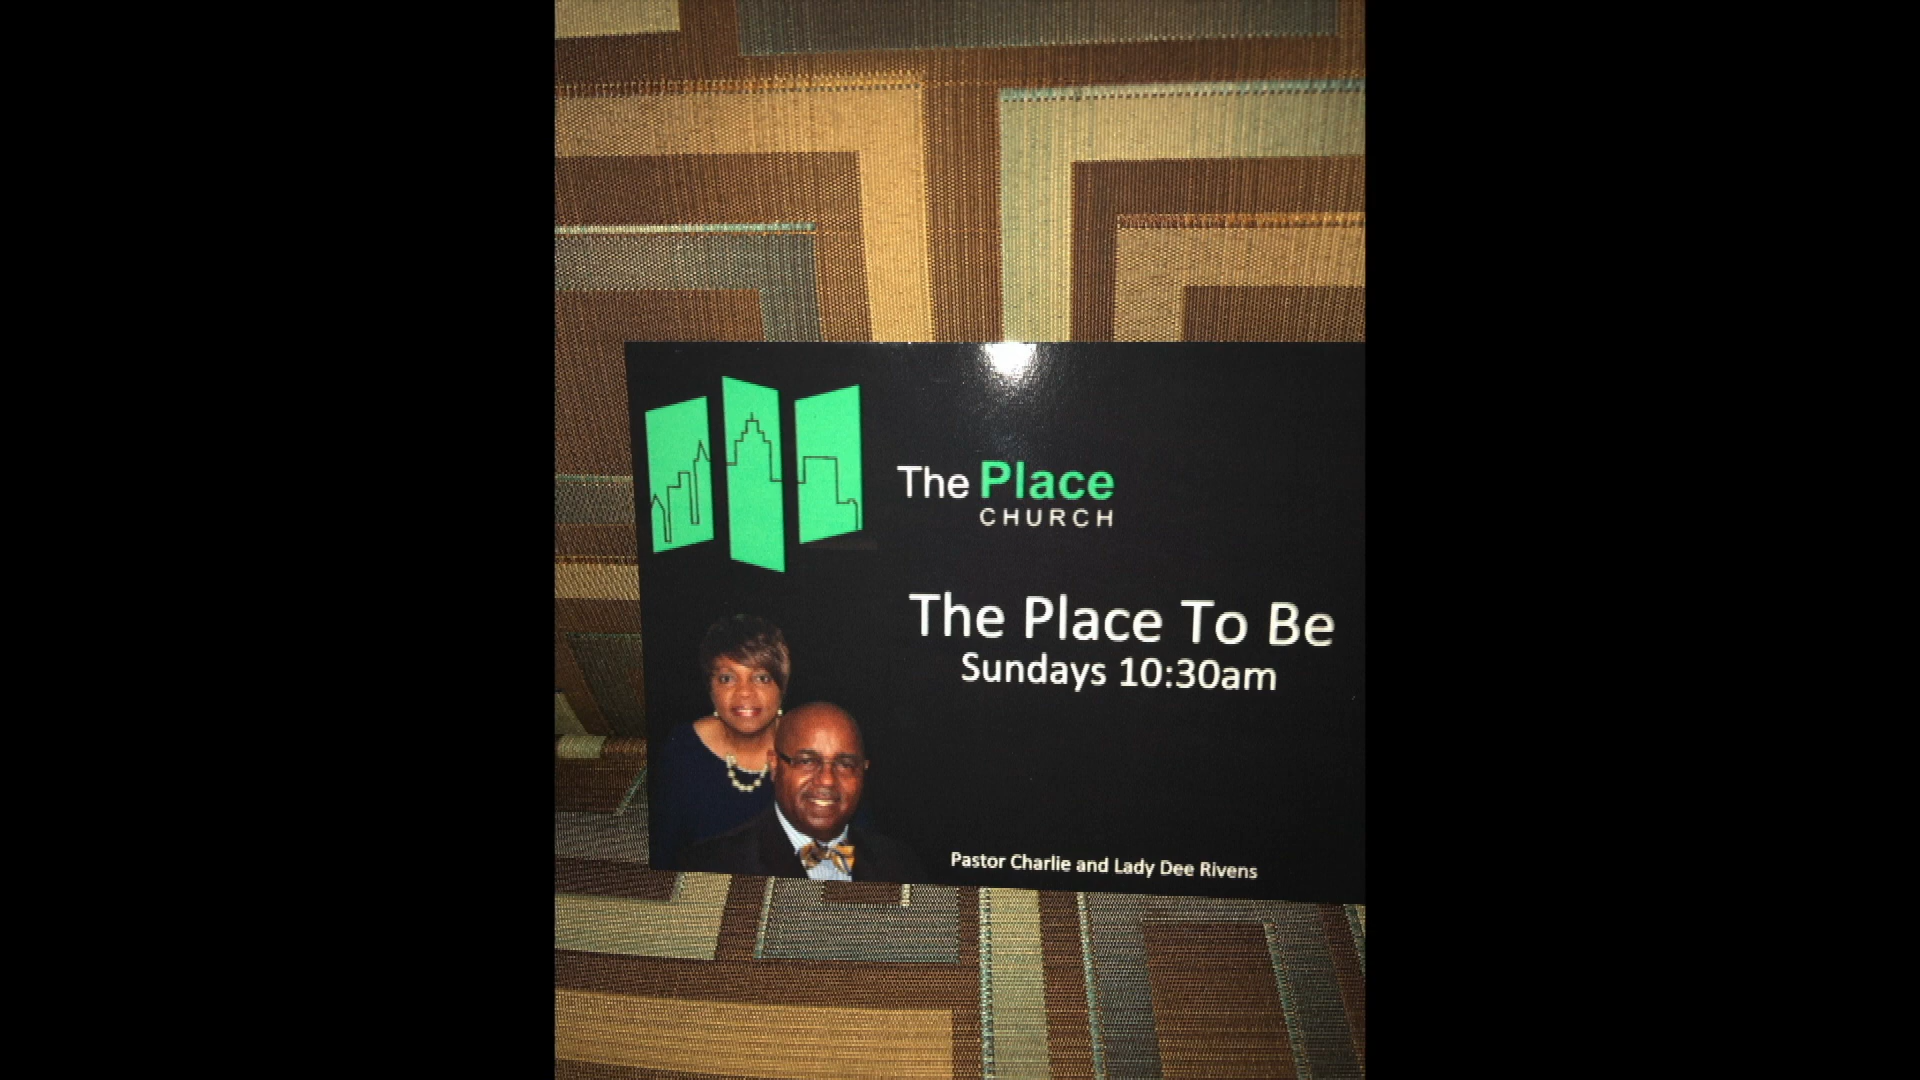 The Place
CHURCH
The Place To Be
Sundays 10:30am
Pastor Charlie and Lady Dee Rivens